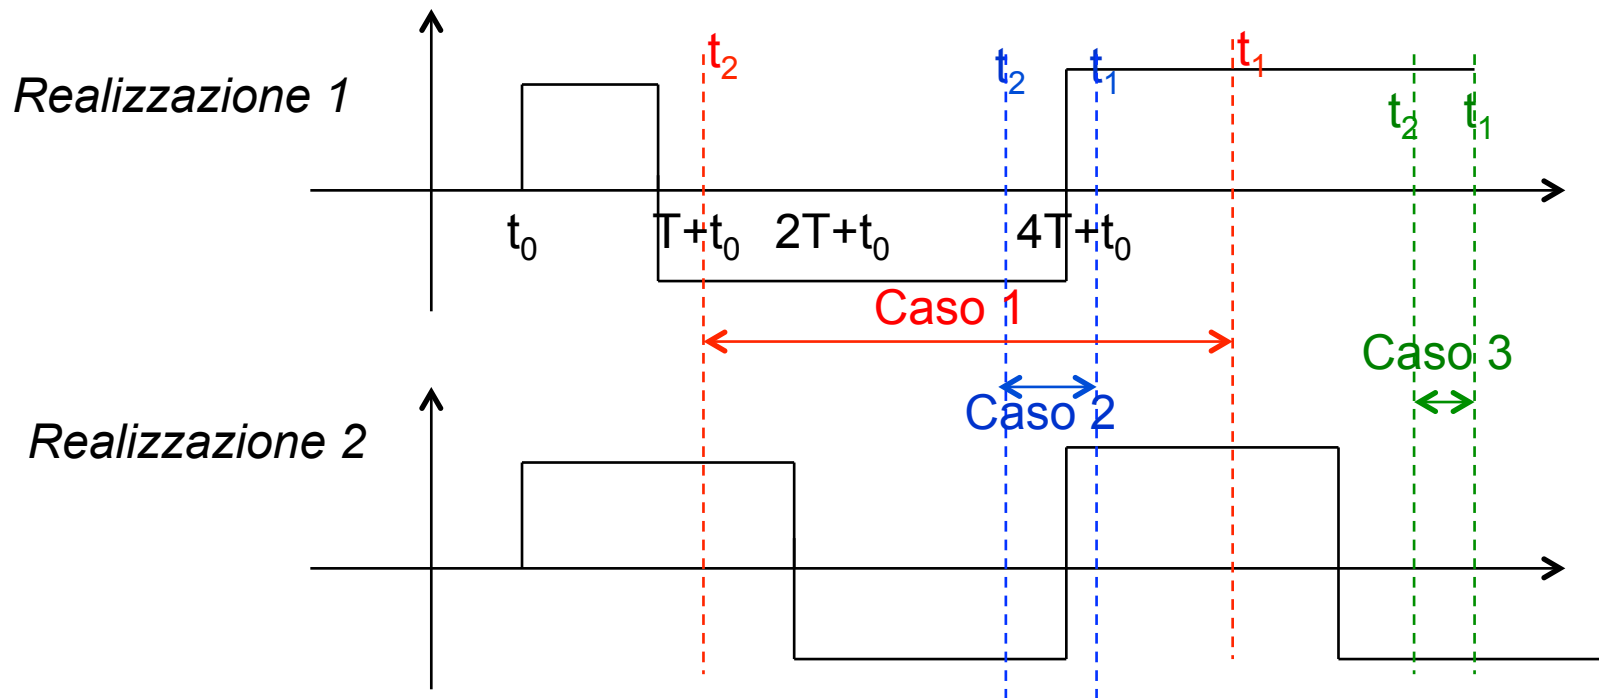 t₂
t₂
t₁
t₁
Realizzazione 1
t₂
t₁
t₀
T+t₀
2T+t₀
4T+t₀
Caso 1
Caso 3
Caso 2
Realizzazione 2